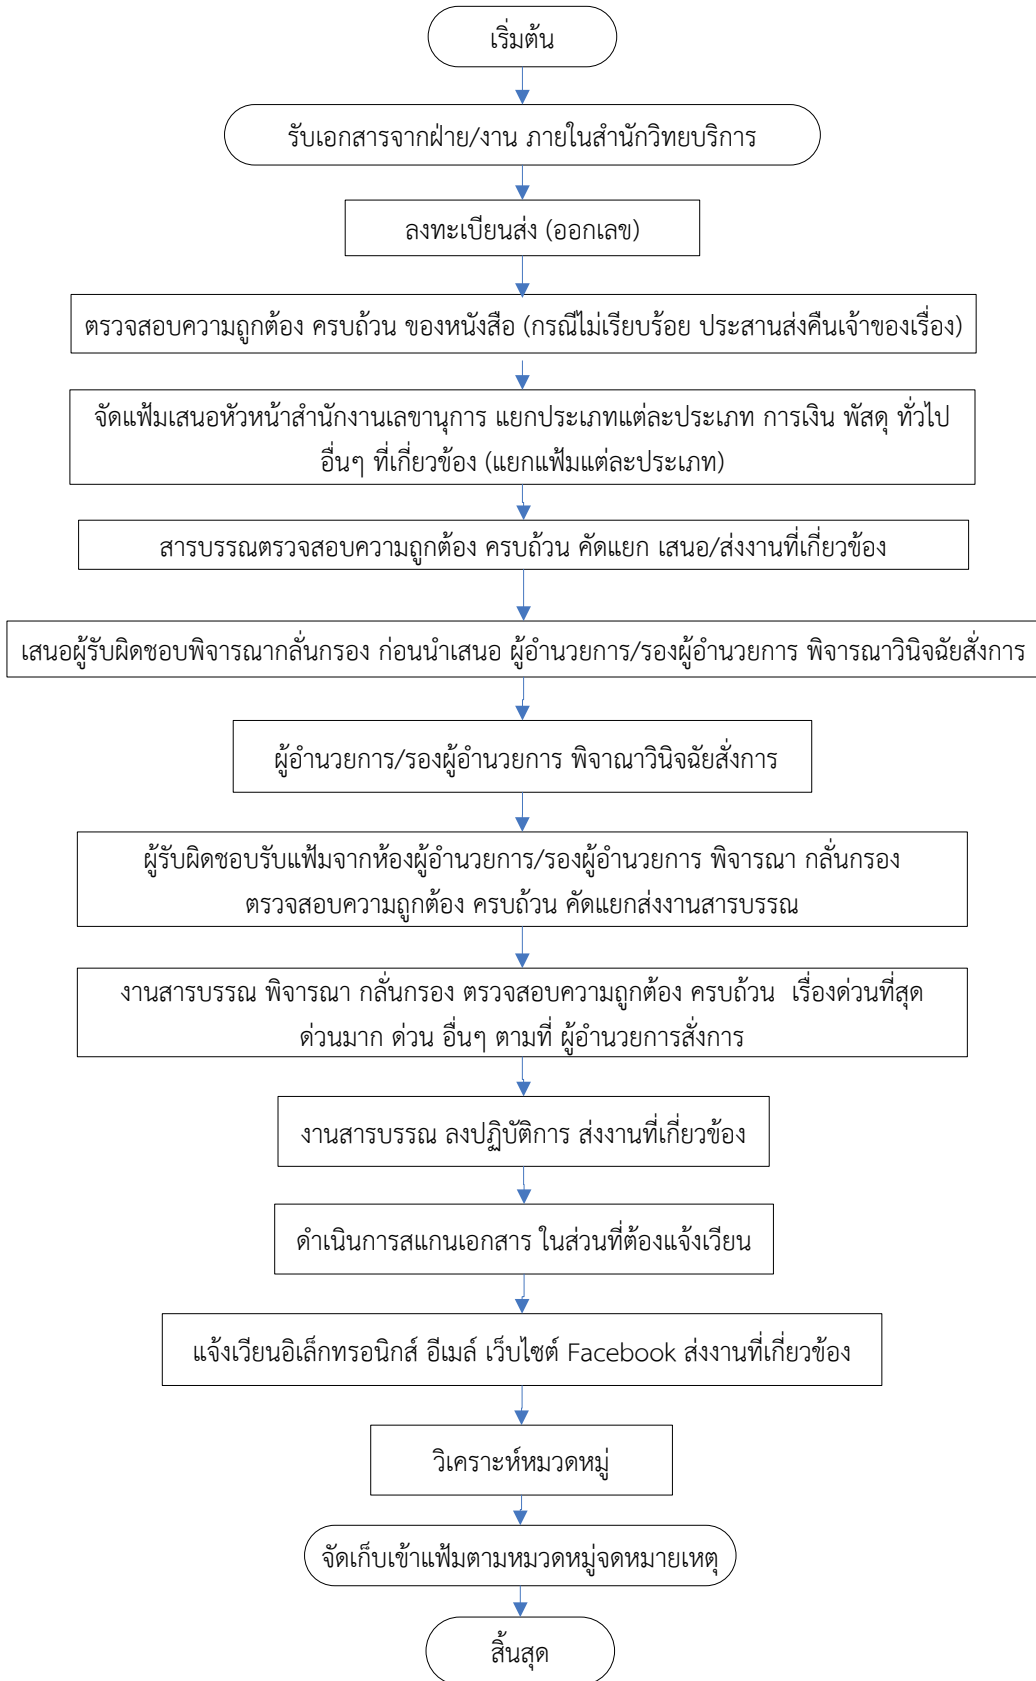 เริ่มต้น
รับเอกสารจากฝ่าย/งาน ภายในสำนักวิทยบริการ
ลงทะเบียนส่ง (ออกเลข)
ตรวจสอบความถูกต้อง ครบถ้วน ของหนังสือ (กรณีไม่เรียบร้อย ประสานส่งคืนเจ้าของเรื่อง)
จัดแฟ้มเสนอหัวหน้าสำนักงานเลขานุการ แยกประเภทแต่ละประเภท การเงิน พัสดุ ทั่วไป
อื่นๆ ที่เกี่ยวข้อง (แยกแฟ้มแต่ละประเภท)
สารบรรณตรวจสอบความถูกต้อง ครบถ้วน คัดแยก เสนอ/ส่งงานที่เกี่ยวข้อง
เสนอผู้รับผิดชอบพิจารณากลั่นกรอง ก่อนนำเสนอ ผู้อำนวยการ/รองผู้อำนวยการ พิจารณาวินิจฉัยสั่งการ
ผู้อำนวยการ/รองผู้อำนวยการ พิจาณาวินิจฉัยสั่งการ
ผู้รับผิดชอบรับแฟ้มจากห้องผู้อำนวยการ/รองผู้อำนวยการ พิจารณา กลั่นกรอง
ตรวจสอบความถูกต้อง ครบถ้วน คัดแยกส่งงานสารบรรณ
งานสารบรรณ พิจารณา กลั่นกรอง ตรวจสอบความถูกต้อง ครบถ้วน เรื่องด่วนที่สุด
ด่วนมาก ด่วน อื่นๆ ตามที่ ผู้อำนวยการสั่งการ
งานสารบรรณ ลงปฏิบัติการ ส่งงานที่เกี่ยวข้อง
ดำเนินการสแกนเอกสาร ในส่วนที่ต้องแจ้งเวียน
แจ้งเวียนอิเล็กทรอนิกส์ อีเมล์ เว็บไซต์ Facebook ส่งงานที่เกี่ยวข้อง
วิเคราะห์หมวดหมู่
จัดเก็บเข้าแฟ้มตามหมวดหมู่จดหมายเหตุ
สิ้นสุด